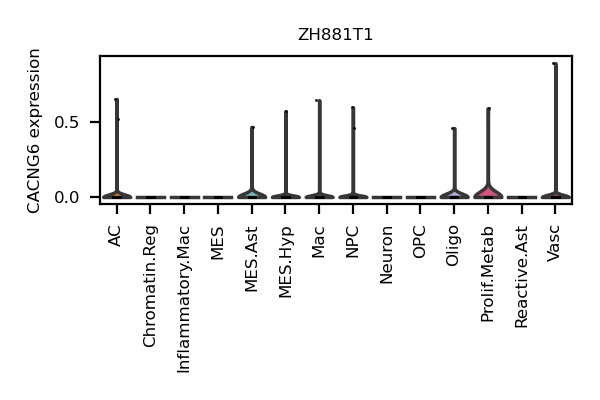 ZH881T1
CACNG6 expression
0.5
0.0
AC
Chromatin.Reg
Inflammatory.Mac
MES
MES.Ast
MES.Hyp
Mac
NPC
Neuron
OPC
Oligo
Prolif.Metab
Reactive.Ast
Vasc